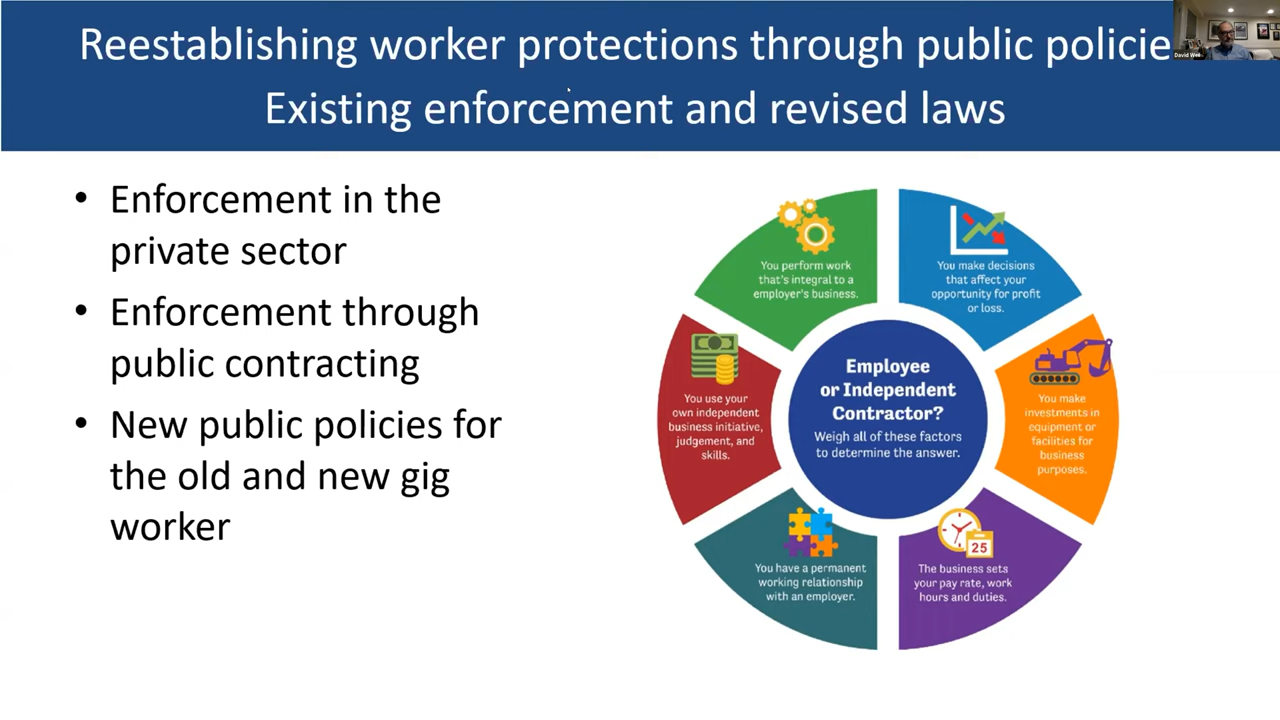 Reestablishing worker protections through public policie
Existing enforcement and revised laws
David Weil
• Enforcement in the
private sector
• Enforcement through
public contracting
• New public policies for
the old and new gig
worker
You perform work
that's integral to a
employer's business.
You make decisions
that affect your
opportunity for profit
or loss.
You use your
own independent
business initiative,
judgement, and
skills.
Employee
or Independent
Contractor?
Weigh all of these factors
to determine the answer.
You make
investments in
equipment or
facilities for
business
purposes.
You have a permanent
working relationship
with an employer.
25
The business sets
your pay rate, work
hours and duties.